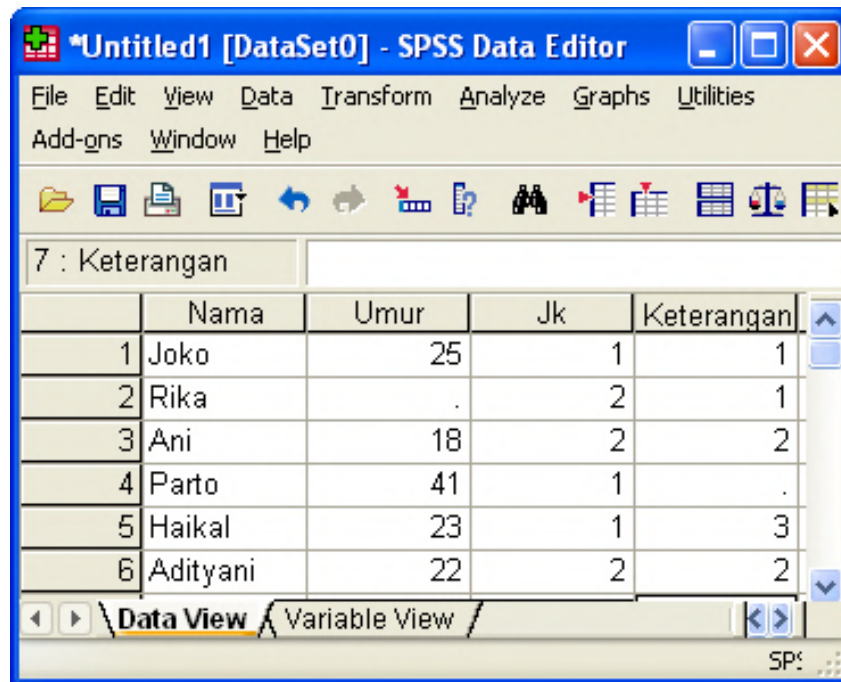 *Untitled1 [DataSet0] - SPSS Data Editor
File Edit View Data Transform Analyze Graphs Utilities
Add-ons Window Help
7 : Keterangan
Nama Umur Jk Keterangan
1 Joko 25 1 1
2 Rika . 2 1
3 Ani 18 2 2
4 Parto 41 1 .
5 Haikal 23 1 3
6 Adityani 22 2 2
Data View Variable View